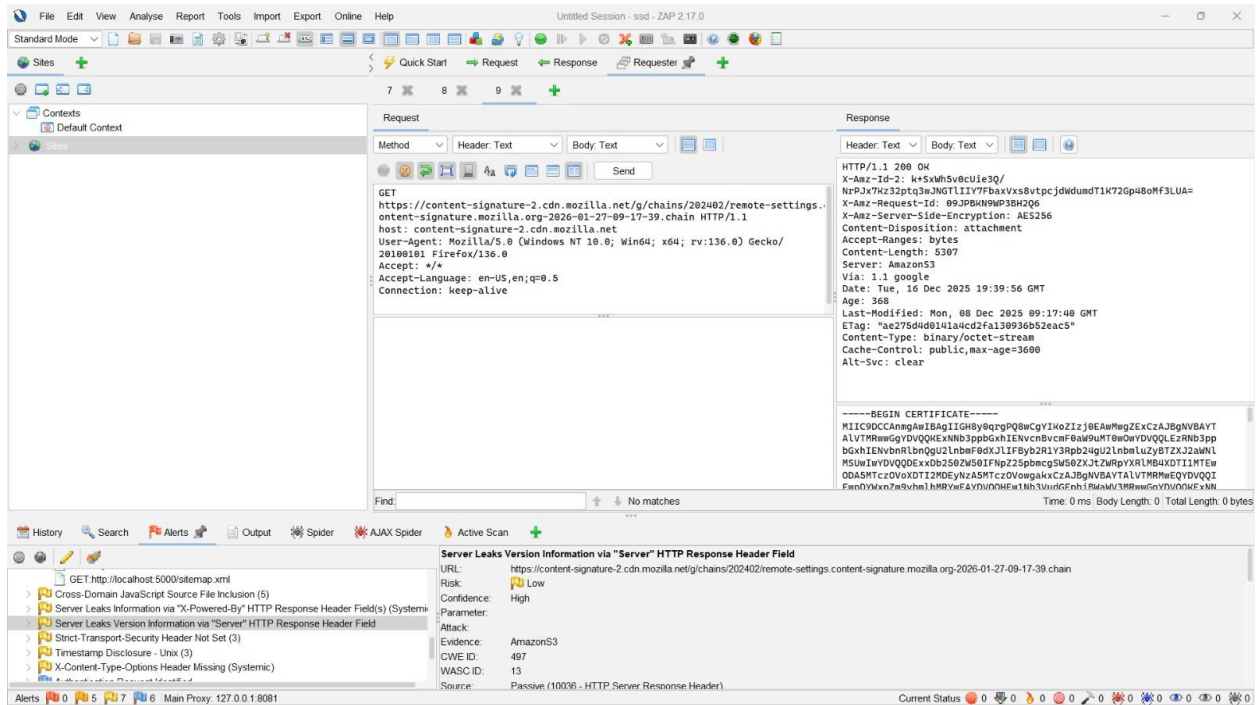 File Edit View Analyse Report Tools Import Export Online Help
Untitled Session - ssd - ZAP 2.17.0
Standard Mode
Sites
Quick Start Request Response Requester
7 8 9
Contexts
Default Context
Sites
Request
Method Header: Text Body: Text
Send
GET
https://content-signature-2.cdn.mozilla.net/g/chains/202402/remote-settings.
ontent-signature.mozilla.org-2026-01-27-09-17-39.chain HTTP/1.1
host: content-signature-2.cdn.mozilla.net
User-Agent: Mozilla/5.0 (Windows NT 10.0; Win64; x64; rv:136.0) Gecko/
20100101 Firefox/136.0
Accept: */*
Accept-Language: en-US,en;q=0.5
Connection: keep-alive
Response
Header: Text Body: Text
HTTP/1.1 200 OK
X-Amz-Id-2: k+SxWh5v0cUie3Q/
NrPJx7Kz32ptq3wJNGTlIIY7FbaxVxs8vtpcjdWdumdT1K72Gp48oMf3LUA=
X-Amz-Request-Id: 09JPBKN9WP3BH2Q6
X-Amz-Server-Side-Encryption: AES256
Content-Disposition: attachment
Accept-Ranges: bytes
Content-Length: 5307
Server: AmazonS3
Via: 1.1 google
Date: Tue, 16 Dec 2025 19:39:56 GMT
Age: 368
Last-Modified: Mon, 08 Dec 2025 09:17:40 GMT
ETag: "ae275d4d0141a4cd2fa130936b52eac5"
Content-Type: binary/octet-stream
Cache-Control: public,max-age=3600
Alt-Svc: clear
-----BEGIN CERTIFICATE-----
Find: No matches
Time: 0 ms Body Length: 0 Total Length: 0 bytes
History Search Alerts Output Spider AJAX Spider Active Scan
GET:http://localhost:5000/sitemap.xml
Cross-Domain JavaScript Source File Inclusion (5)
Server Leaks Information via "X-Powered-By" HTTP Response Header Field(s) (Systemi
Server Leaks Version Information via "Server" HTTP Response Header Field
Strict-Transport-Security Header Not Set (3)
Timestamp Disclosure - Unix (3)
X-Content-Type-Options Header Missing (Systemic)
Authentication Request Identified
Server Leaks Version Information via "Server" HTTP Response Header Field
URL: https://content-signature-2.cdn.mozilla.net/g/chains/202402/remote-settings.content-signature.mozilla.org-2026-01-27-09-17-39.chain
Risk: Low
Confidence: High
Parameter:
Attack:
Evidence: AmazonS3
CWE ID: 497
WASC ID: 13
Source: Passive (10036 - HTTP Server Response Header)
Alerts 0 5 7 6 Main Proxy: 127.0.0.1:8081
Current Status 0 0 0 0 0 0 0 0 0 0